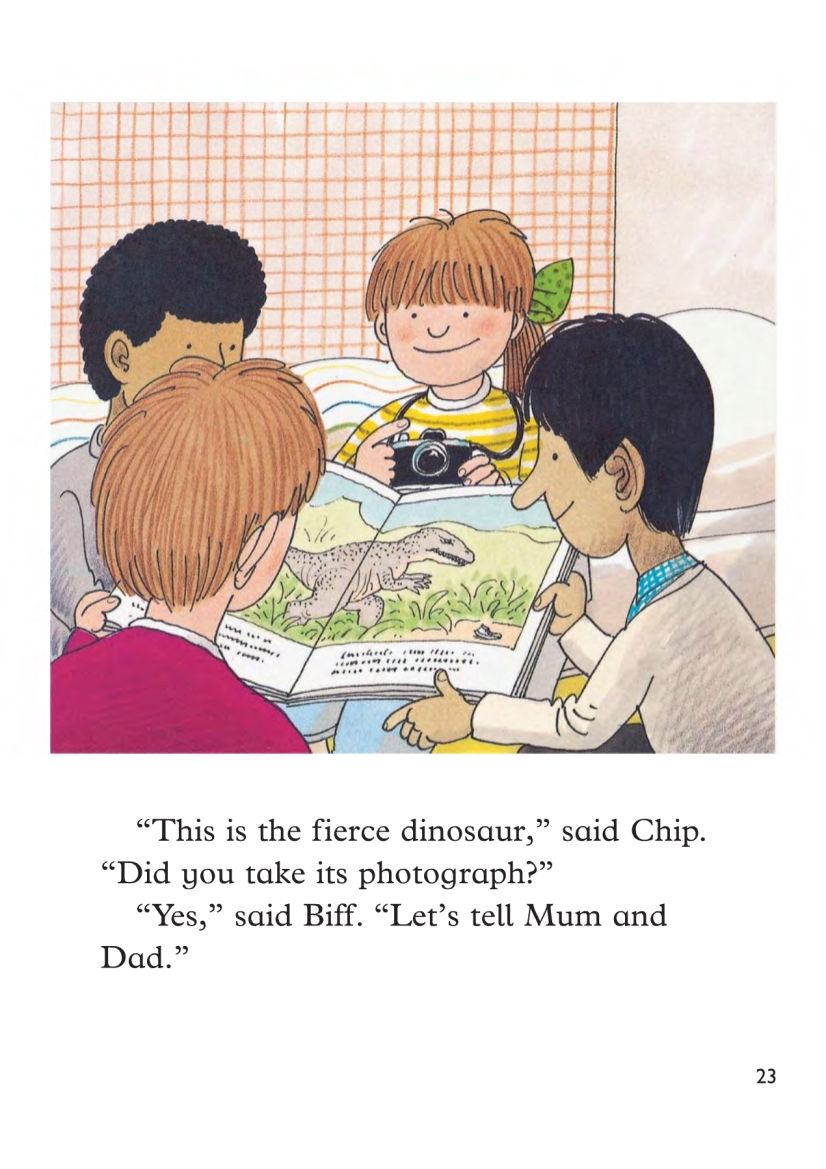 “This is the fierce dinosaur,” said Chip.
“Did you take its photograph?”
“Yes,” said Biff. “Let’s tell Mum and
Dad.”
23